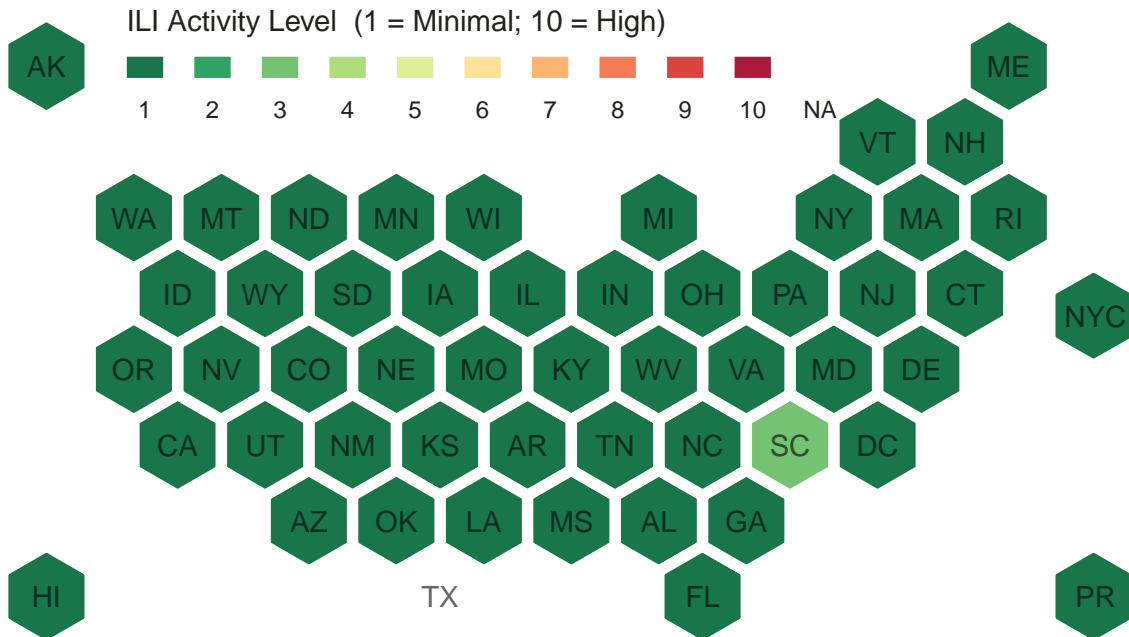 ILI Activity Level (1 = Minimal; 10 = High)
AK
ME
1 2 3 4 5 6 7 8 9 10 NA
VT NH
WA MT ND MN WI MI NY MA RI
ID WY SD IA IL IN OH PA NJ CT
NYC
OR NV CO NE MO KY WV VA MD DE
CA UT NM KS AR TN NC SC DC
AZ OK LA MS AL GA
HI TX FL PR